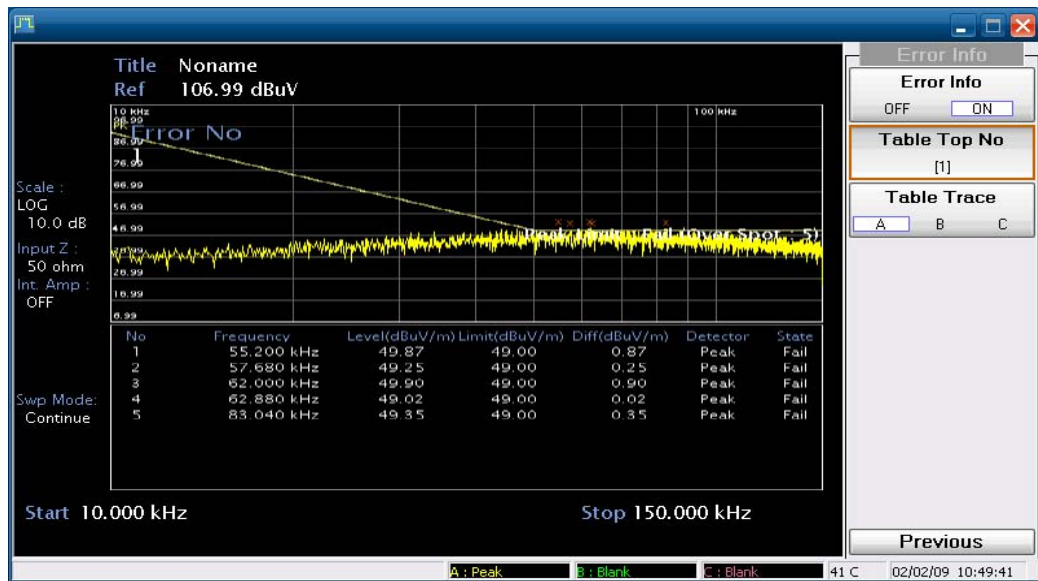 Title Noname
Ref 106.99 dBuV
10 kHz
100 kHz
96.99
PK
Error No
86.99
1
76.99
66.99
56.99
46.99
26.99
16.99
6.99
Peak Limit : Fail (Over Spot : 5)
Scale :
LOG
10.0 dB
Input Z :
50 ohm
Int. Amp :
OFF
Swp Mode:
Continue
No Frequency Level(dBuV/m) Limit(dBuV/m) Diff(dBuV/m) Detector State
1 55.200 kHz 49.87 49.00 0.87 Peak Fail
2 57.680 kHz 49.25 49.00 0.25 Peak Fail
3 62.000 kHz 49.90 49.00 0.90 Peak Fail
4 62.880 kHz 49.02 49.00 0.02 Peak Fail
5 83.040 kHz 49.35 49.00 0.35 Peak Fail
Start 10.000 kHz
Stop 150.000 kHz
Error Info
Error Info
OFF ON
Table Top No
[1]
Table Trace
A B C
Previous
A : Peak
B : Blank
C : Blank
41 C
02/02/09 10:49:41